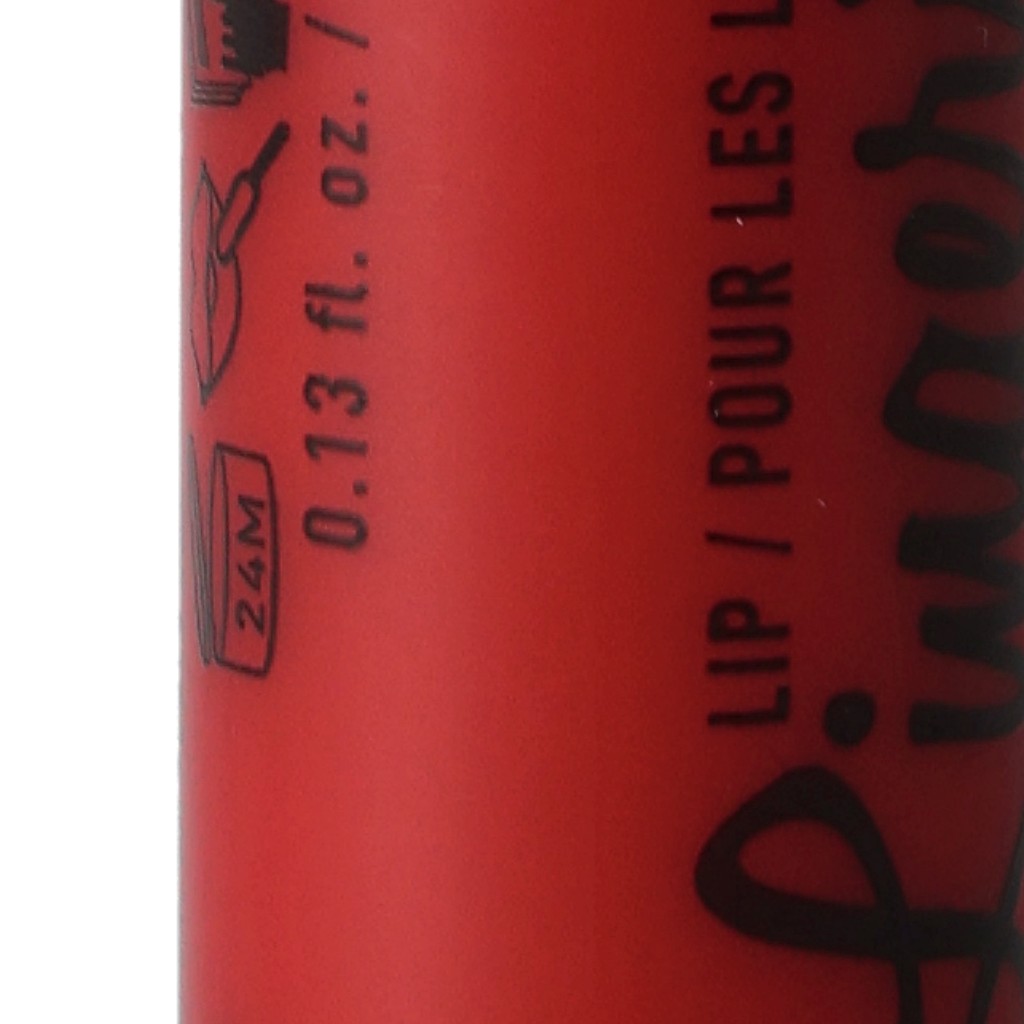 24M
0.13 fl. oz. /
LIP / POUR LES L